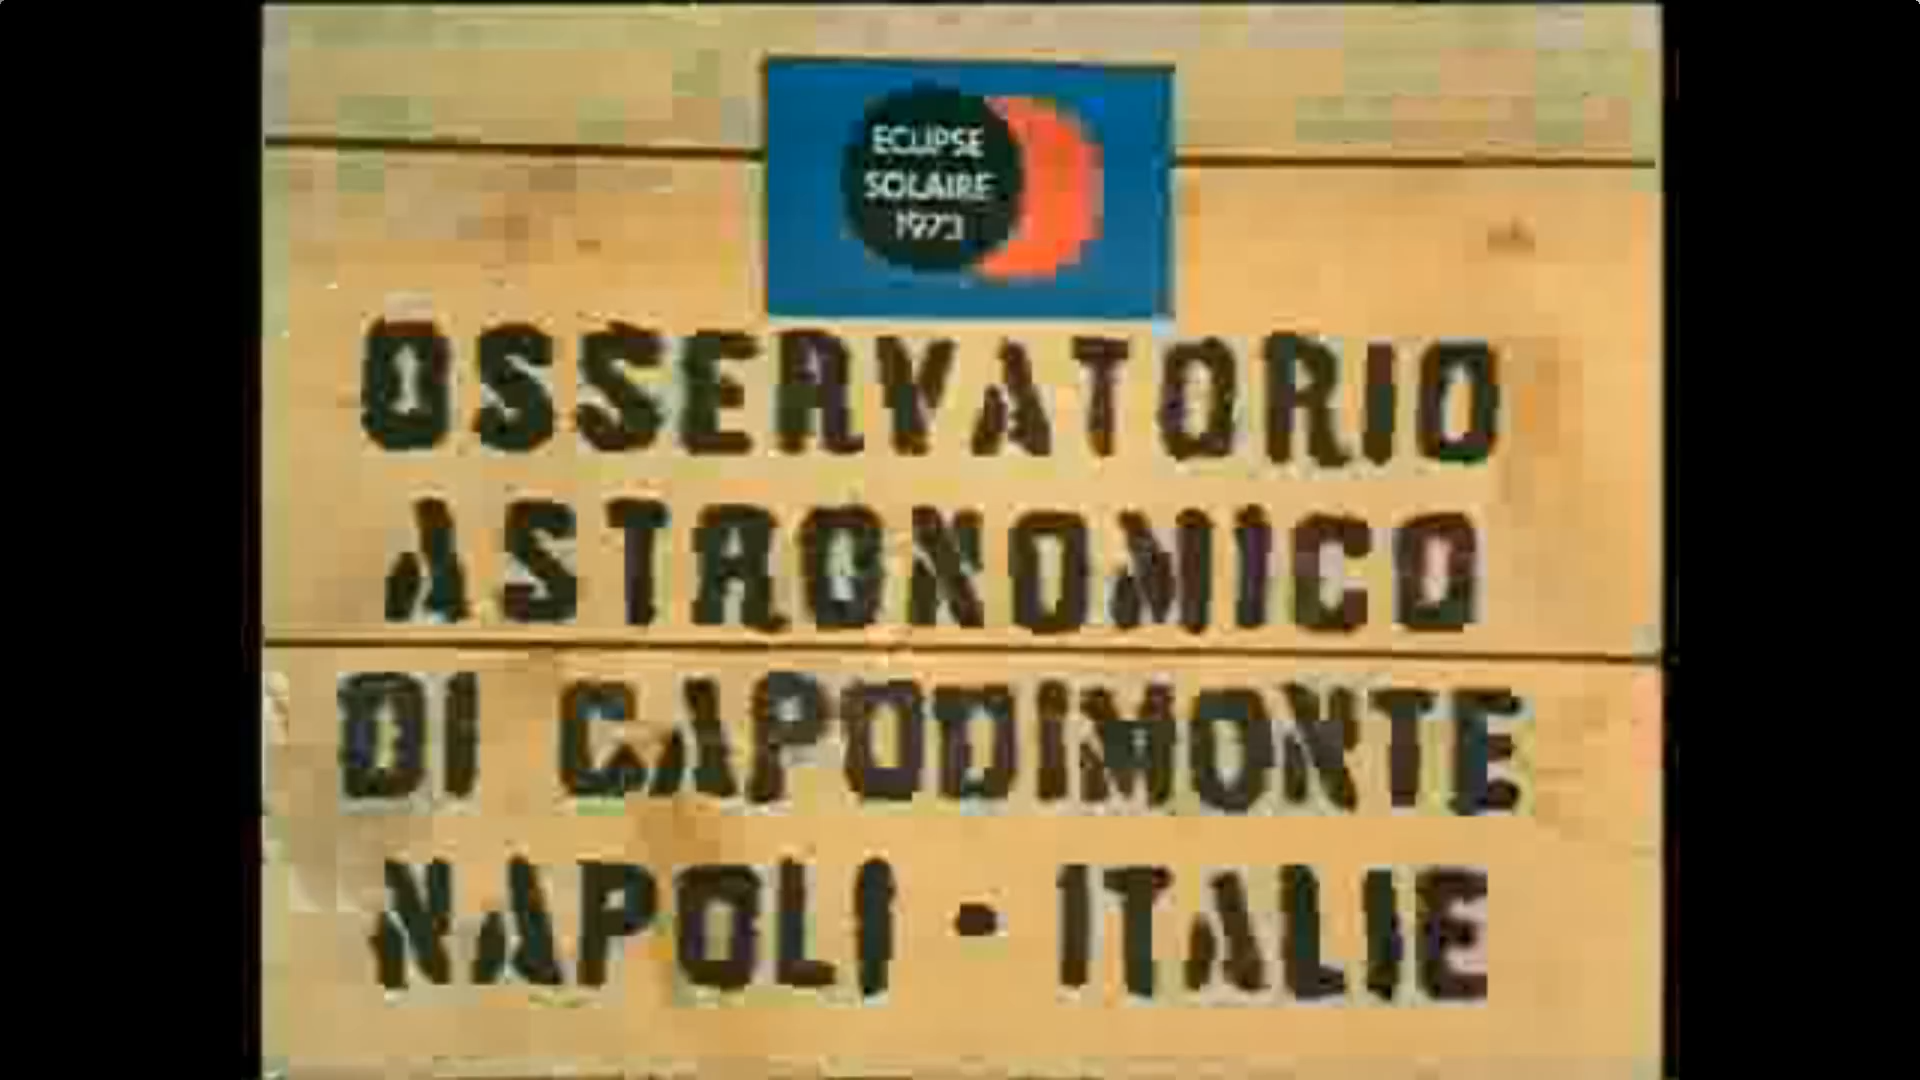 ECLIPSE
SOLAIRE
1973
OSSERVATORIO
ASTRONOMICO
DI CAPODIMONTE
NAPOLI - ITALIE